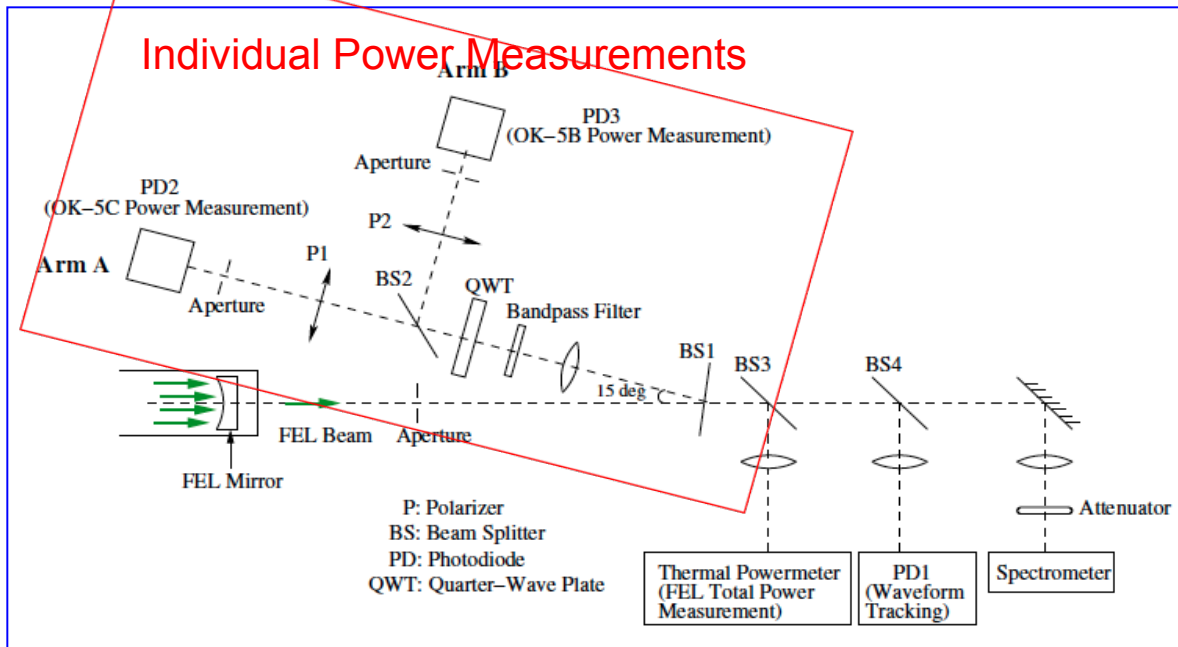 Individual Power Measurements
Arm B
PD3
(OK–5B Power Measurement)
Aperture
PD2
(OK–5C Power Measurement)
P2
P1
Arm A
BS2
QWT
Aperture
Bandpass Filter
BS1
BS3
BS4
15 deg
FEL Beam
Aperture
FEL Mirror
P: Polarizer
BS: Beam Splitter
PD: Photodiode
QWT: Quarter–Wave Plate
Attenuator
Thermal Powermeter
(FEL Total Power
Measurement)
PD1
(Waveform
Tracking)
Spectrometer